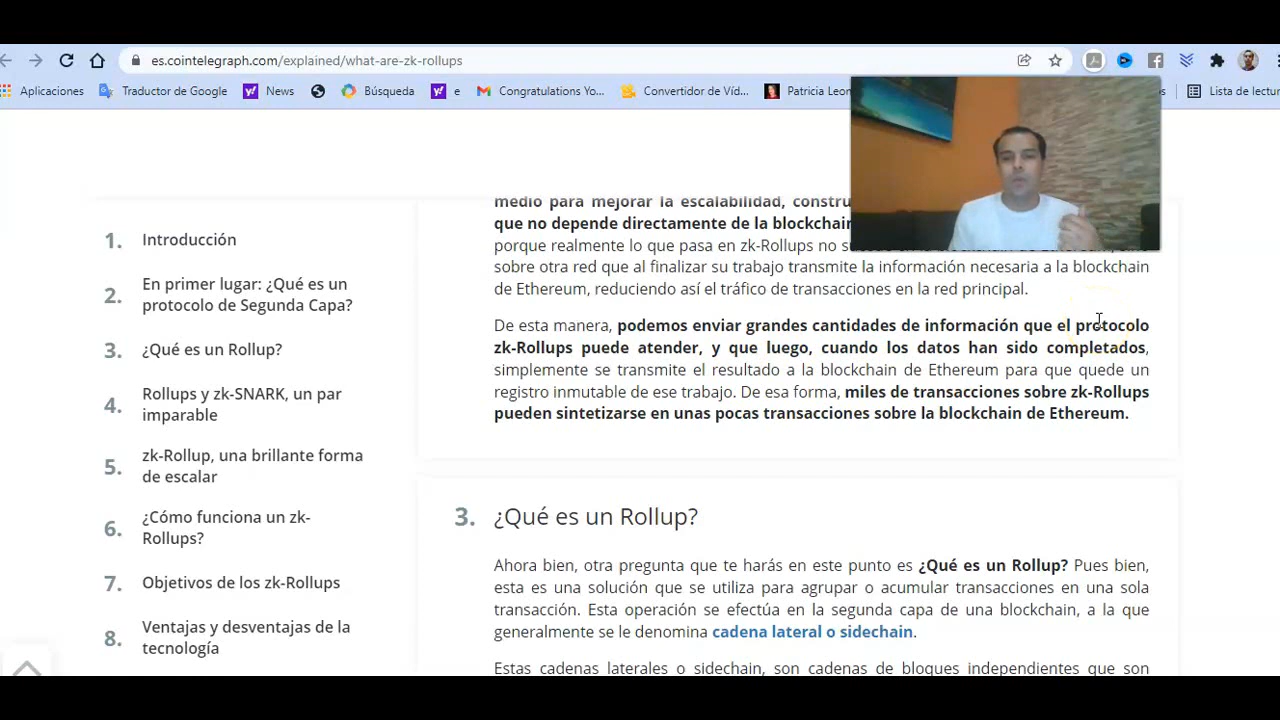 es.cointelegraph.com/explained/what-are-zk-rollups
Aplicaciones Traductor de Google News Búsqueda e Congratulations Yo... Convertidor de Víd... Patricia Leon Lista de lectur
medio para mejorar la escalabilidad,
que no depende directamente de la blockchain
porque realmente lo que pasa en zk-Rollups no
sobre otra red que al finalizar su trabajo transmite la información necesaria a la blockchain
de Ethereum, reduciendo así el tráfico de transacciones en la red principal.
De esta manera, podemos enviar grandes cantidades de información que el protocolo
zk-Rollups puede atender, y que luego, cuando los datos han sido completados,
simplemente se transmite el resultado a la blockchain de Ethereum para que quede un
registro inmutable de ese trabajo. De esa forma, miles de transacciones sobre zk-Rollups
pueden sintetizarse en unas pocas transacciones sobre la blockchain de Ethereum.
3. ¿Qué es un Rollup?
Ahora bien, otra pregunta que te harás en este punto es ¿Qué es un Rollup? Pues bien,
esta es una solución que se utiliza para agrupar o acumular transacciones en una sola
transacción. Esta operación se efectúa en la segunda capa de una blockchain, a la que
generalmente se le denomina cadena lateral o sidechain.
Estas cadenas laterales o sidechain, son cadenas de bloques independientes que son
1. Introducción
2. En primer lugar: ¿Qué es un
protocolo de Segunda Capa?
3. ¿Qué es un Rollup?
4. Rollups y zk-SNARK, un par
imparable
5. zk-Rollup, una brillante forma
de escalar
6. ¿Cómo funciona un zk-
Rollups?
7. Objetivos de los zk-Rollups
8. Ventajas y desventajas de la
tecnología